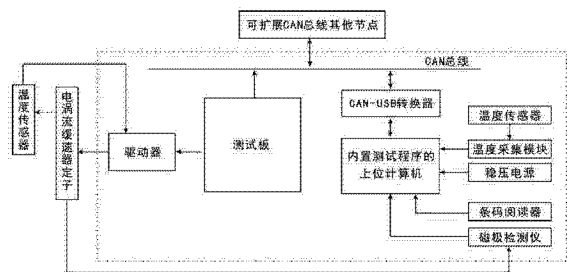 可扩展CAN总线其他节点
CAN总线
CAN-USB转换器
温度传感器
电涡流缓速器定子
驱动器
测试板
内置测试程序的
上位计算机
温度传感器
温度采集模块
稳压电源
条码阅读器
磁极检测仪